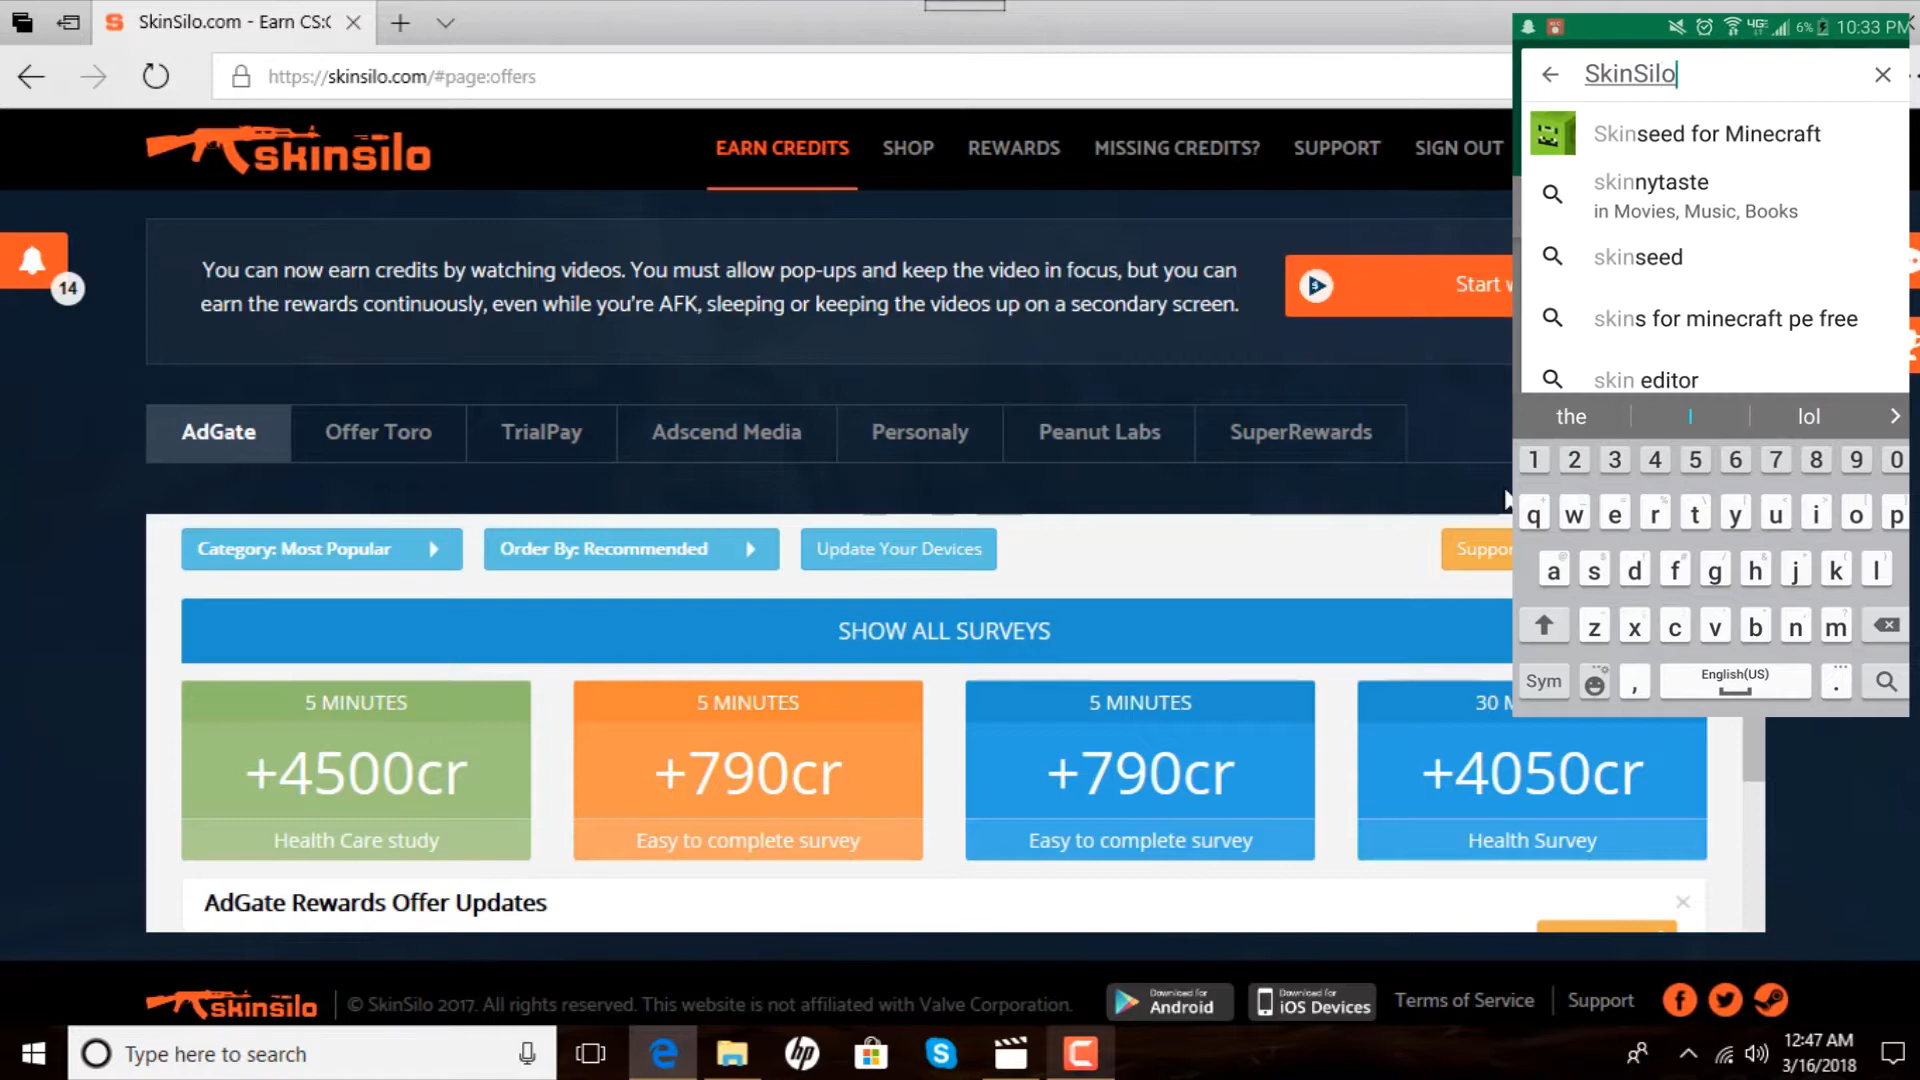 SkinSilo.com - Earn CS:(
https://skinsilo.com/#page:offers
skinsilo
EARN CREDITS
SHOP
REWARDS
MISSING CREDITS?
SUPPORT
SIGN OUT
14
You can now earn credits by watching videos. You must allow pop-ups and keep the video in focus, but you can
earn the rewards continuously, even while you're AFK, sleeping or keeping the videos up on a secondary screen.
Start
AdGate
Offer Toro
TrialPay
Adscend Media
Personaly
Peanut Labs
SuperRewards
Category: Most Popular
Order By: Recommended
Update Your Devices
Suppor
SHOW ALL SURVEYS
5 MINUTES
+4500cr
Health Care study
5 MINUTES
+790cr
Easy to complete survey
5 MINUTES
+790cr
Easy to complete survey
30 M
+4050cr
Health Survey
AdGate Rewards Offer Updates
skinsilo
© SkinSilo 2017. All rights reserved. This website is not affiliated with Valve Corporation.
Download for
Android
Download for
iOS Devices
Terms of Service
Support
REC
4G
6%
10:33 PM
SkinSilo
Skinseed for Minecraft
skinnytaste
in Movies, Music, Books
skinseed
skins for minecraft pe free
skin editor
the
I
lol
1 2 3 4 5 6 7 8 9 0
q w e r t y u i o p
a s d f g h j k l
z x c v b n m
Sym
,
English(US)
.
Type here to search
hp
12:47 AM
3/16/2018